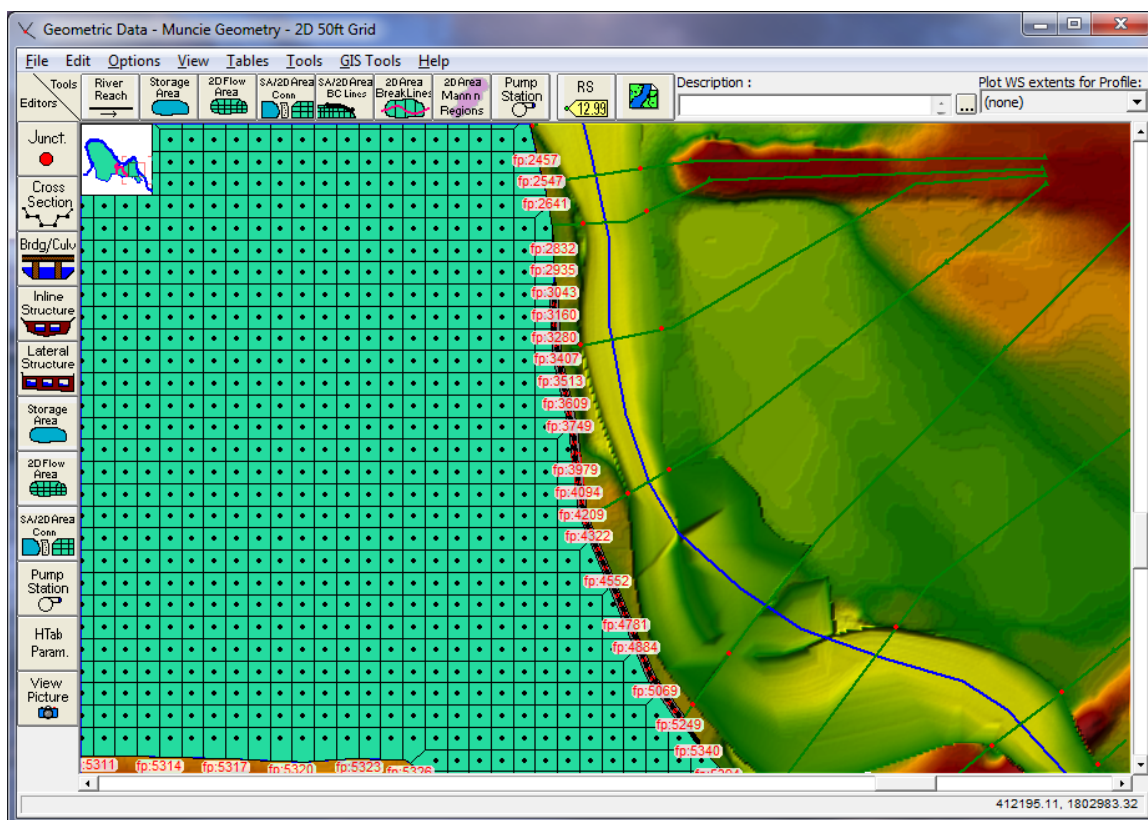 Geometric Data - Muncie Geometry - 2D 50ft Grid
File Edit Options View Tables Tools GIS Tools Help
Tools
Editors
River
Reach
Storage
Area
2D Flow
Area
SA/2D Area
Conn
SA/2D Area
BC Lines
2D Area
BreakLines
2D Area
Mann n
Regions
Pump
Station
RS
12.99
Description :
...
Plot WS extents for Profile:
(none)
Junct.
Cross
Section
Brdg/Culv
Inline
Structure
Lateral
Structure
Storage
Area
2D Flow
Area
SA/2D Area
Conn
Pump
Station
HTab
Param.
View
Picture
fp:2457
fp:2547
fp:2641
fp:2832
fp:2935
fp:3043
fp:3160
fp:3280
fp:3407
fp:3513
fp:3609
fp:3749
fp:3979
fp:4094
fp:4209
fp:4322
fp:4552
fp:4781
fp:4884
fp:5069
fp:5249
fp:5340
:5311 fp:5314 fp:5317 fp:5320 fp:5323 fp:5326
412195.11, 1802983.32